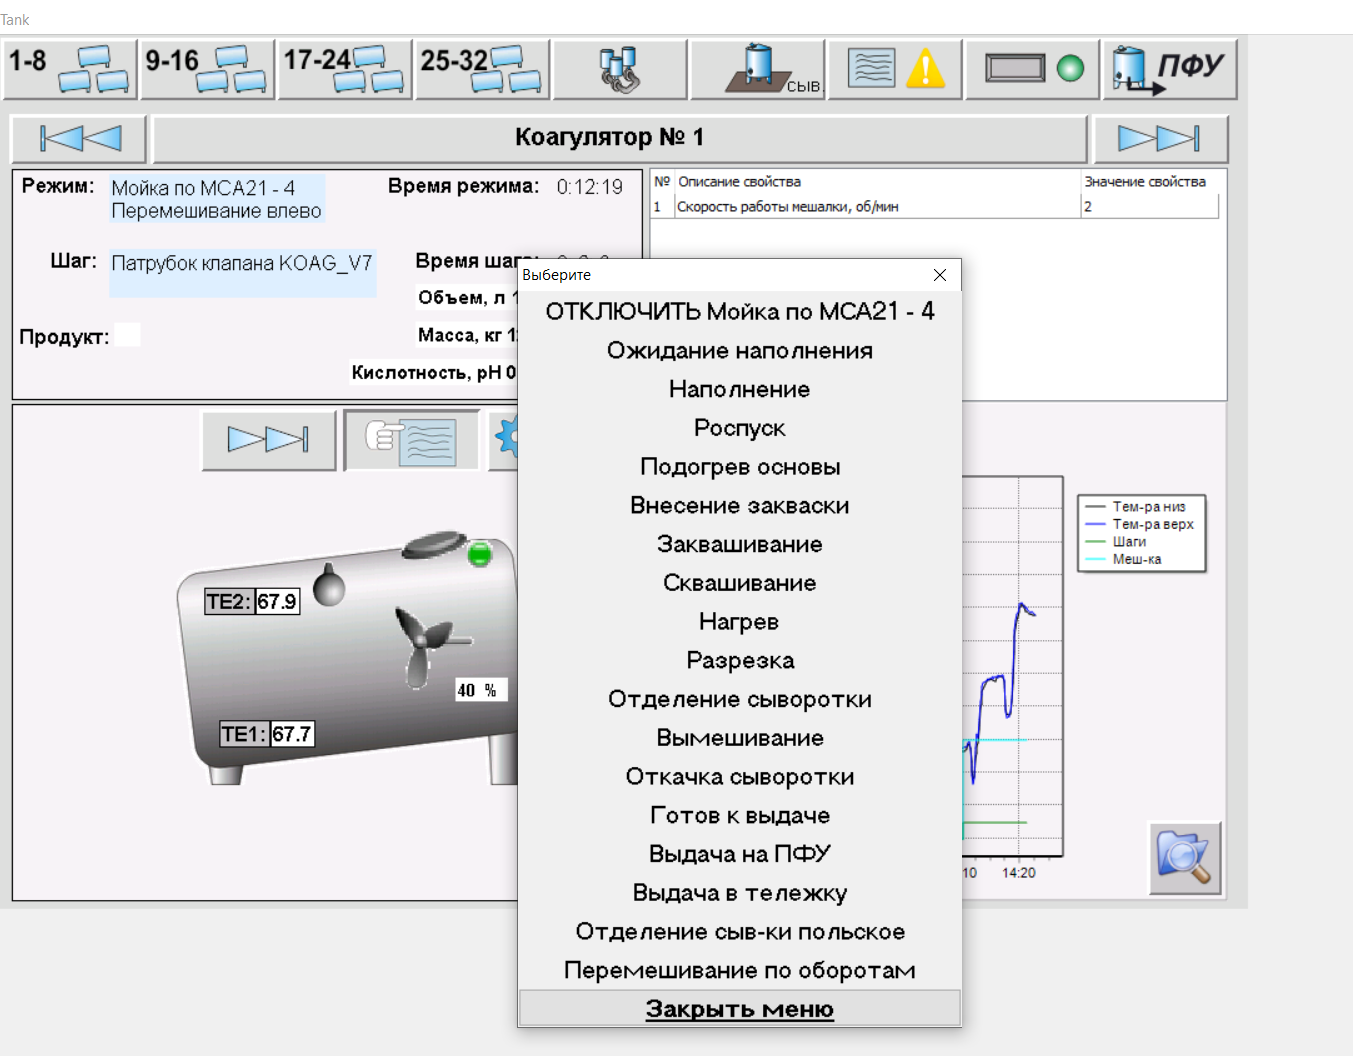 Tank
1-8
9-16
17-24
25-32
СЫВ.
ПФУ
Коагулятор № 1
Режим:
Мойка по МСА21 - 4
Перемешивание влево
Время режима:
0:12:19
Шаг:
Патрубок клапана KOAG_V7
Время шага:
Объем, л 1
Продукт:
Масса, кг 1
Кислотность, pH 0
№ Описание свойства Значение свойства
1 Скорость работы мешалки, об/мин 2
Выберите
ОТКЛЮЧИТЬ Мойка по МСА21 - 4
Ожидание наполнения
Наполнение
Роспуск
Подогрев основы
Внесение закваски
Заквашивание
Сквашивание
Нагрев
Разрезка
Отделение сыворотки
Вымешивание
Откачка сыворотки
Готов к выдаче
Выдача на ПФУ
Выдача в тележку
Отделение сыв-ки польское
Перемешивание по оборотам
Закрыть меню
TE2: 67.9
40 %
TE1: 67.7
Тем-ра низ
Тем-ра верх
Шаги
Меш-ка
10 14:20